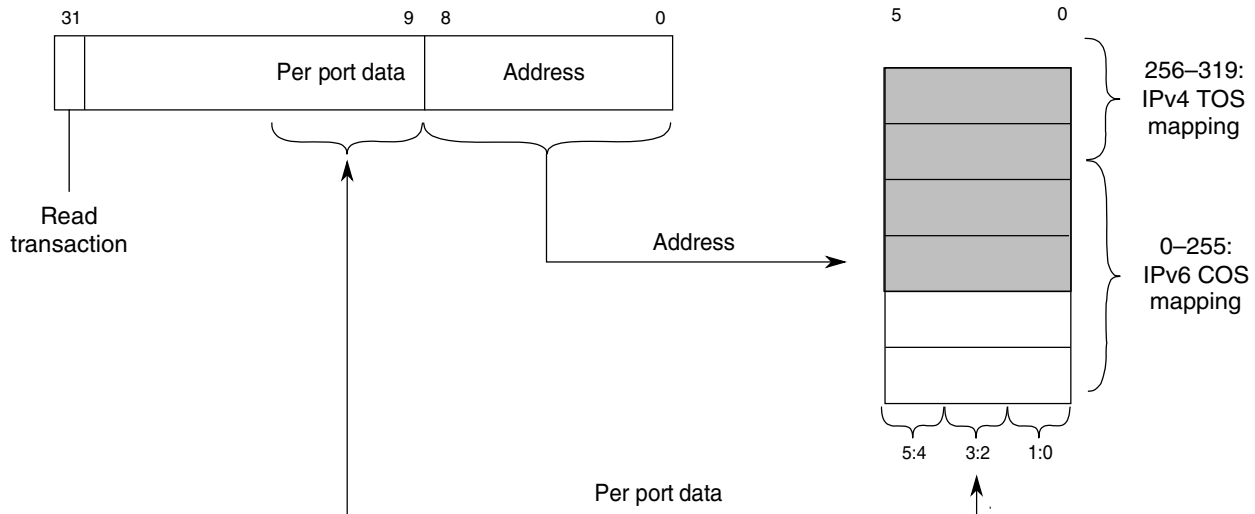 31
9
8
0
Per port data
Address
Read
transaction
Address
5
0
256–319:
IPv4 TOS
mapping
0–255:
IPv6 COS
mapping
5:4
3:2
1:0
Per port data